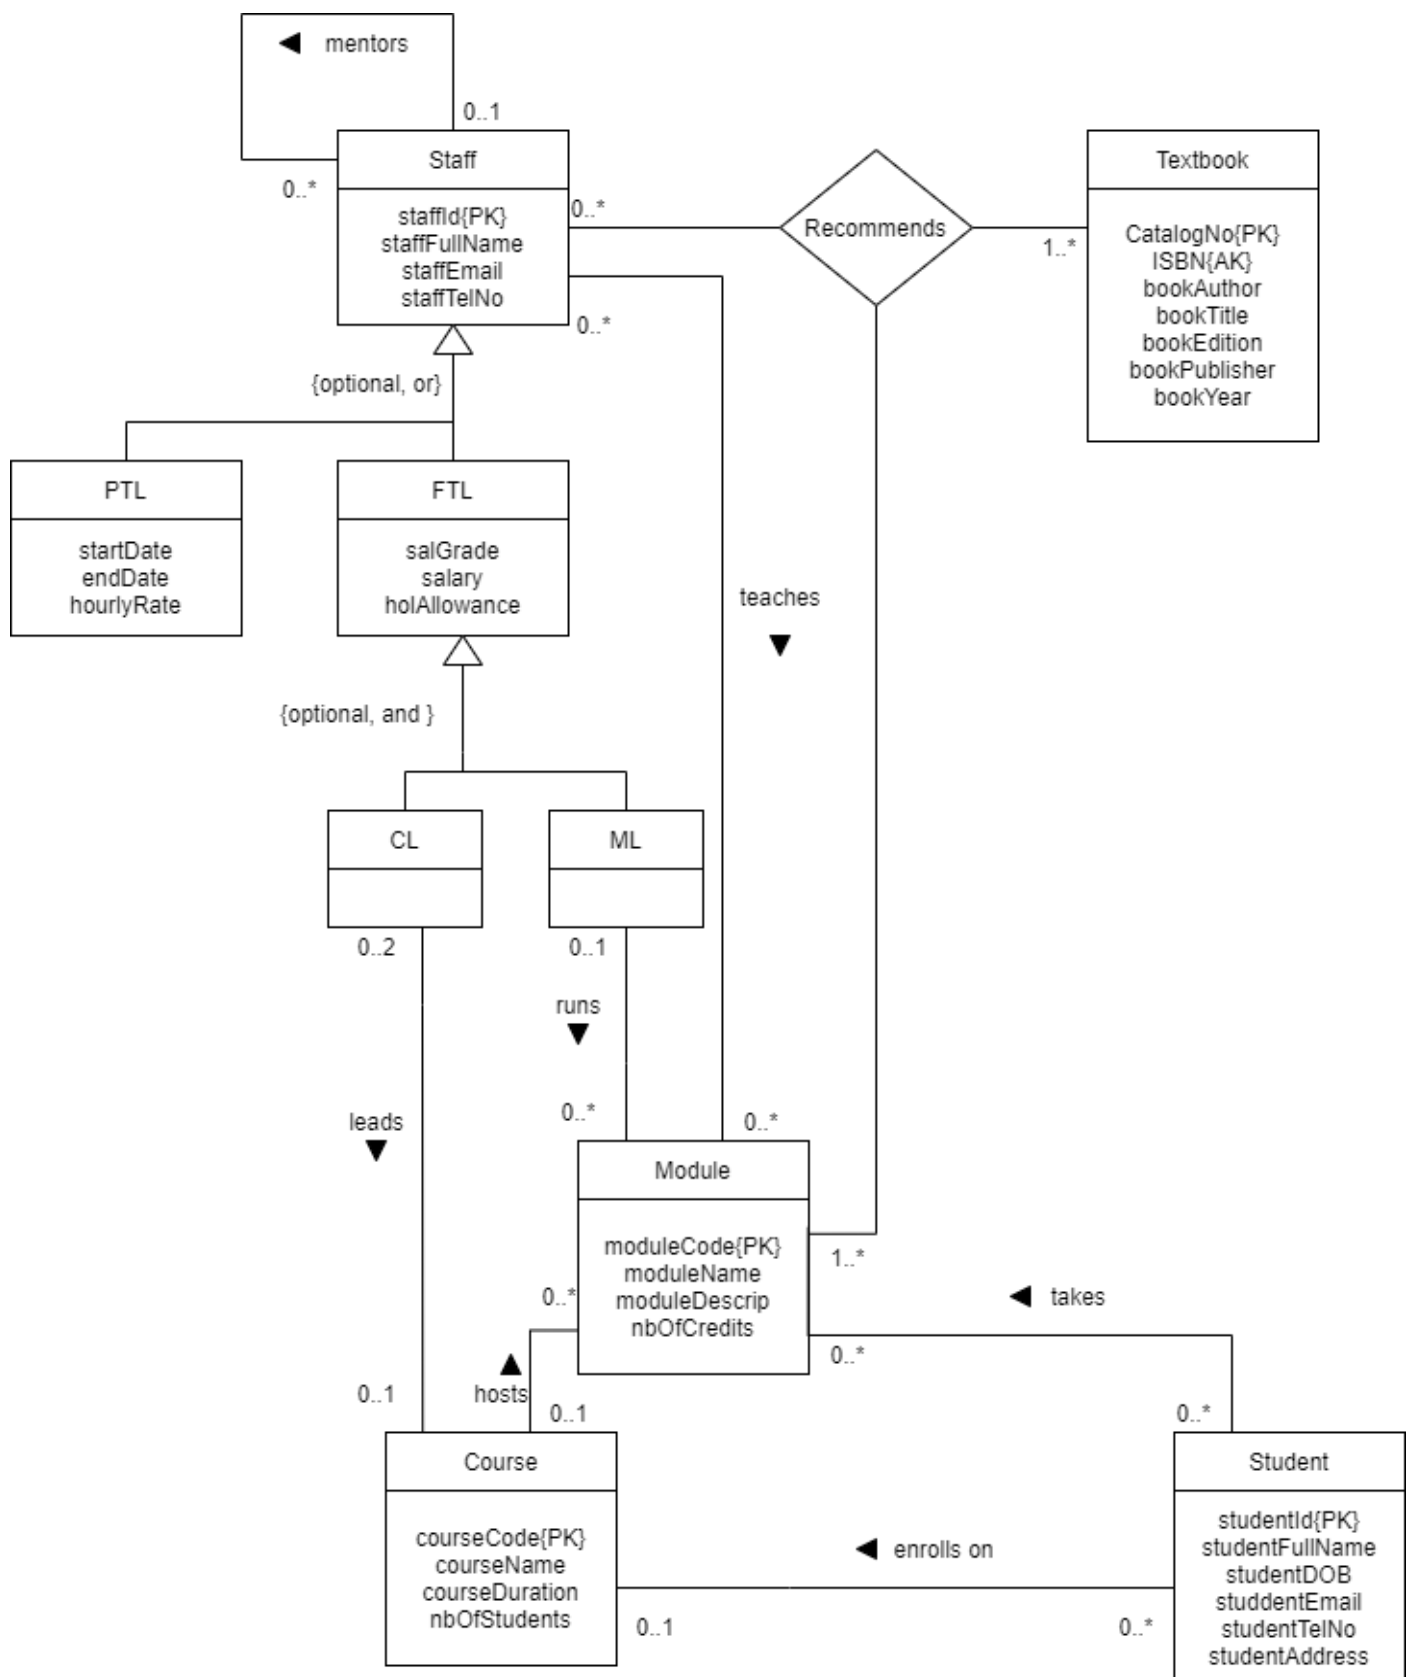 mentors
0..1
Staff
0..*
staffId{PK}
staffFullName
staffEmail
staffTelNo
0..*
0..*
Recommends
1..*
Textbook
CatalogNo{PK}
ISBN{AK}
bookAuthor
bookTitle
bookEdition
bookPublisher
bookYear
{optional, or}
PTL
startDate
endDate
hourlyRate
FTL
salGrade
salary
holAllowance
teaches
{optional, and }
CL
ML
0..2
0..1
runs
leads
0..*
0..*
Module
moduleCode{PK}
moduleName
moduleDescrip
nbOfCredits
1..*
0..*
takes
0..*
hosts
0..1
0..1
0..*
Course
courseCode{PK}
courseName
courseDuration
nbOfStudents
enrolls on
0..1
0..*
Student
studentId{PK}
studentFullName
studentDOB
studdentEmail
studentTelNo
studentAddress